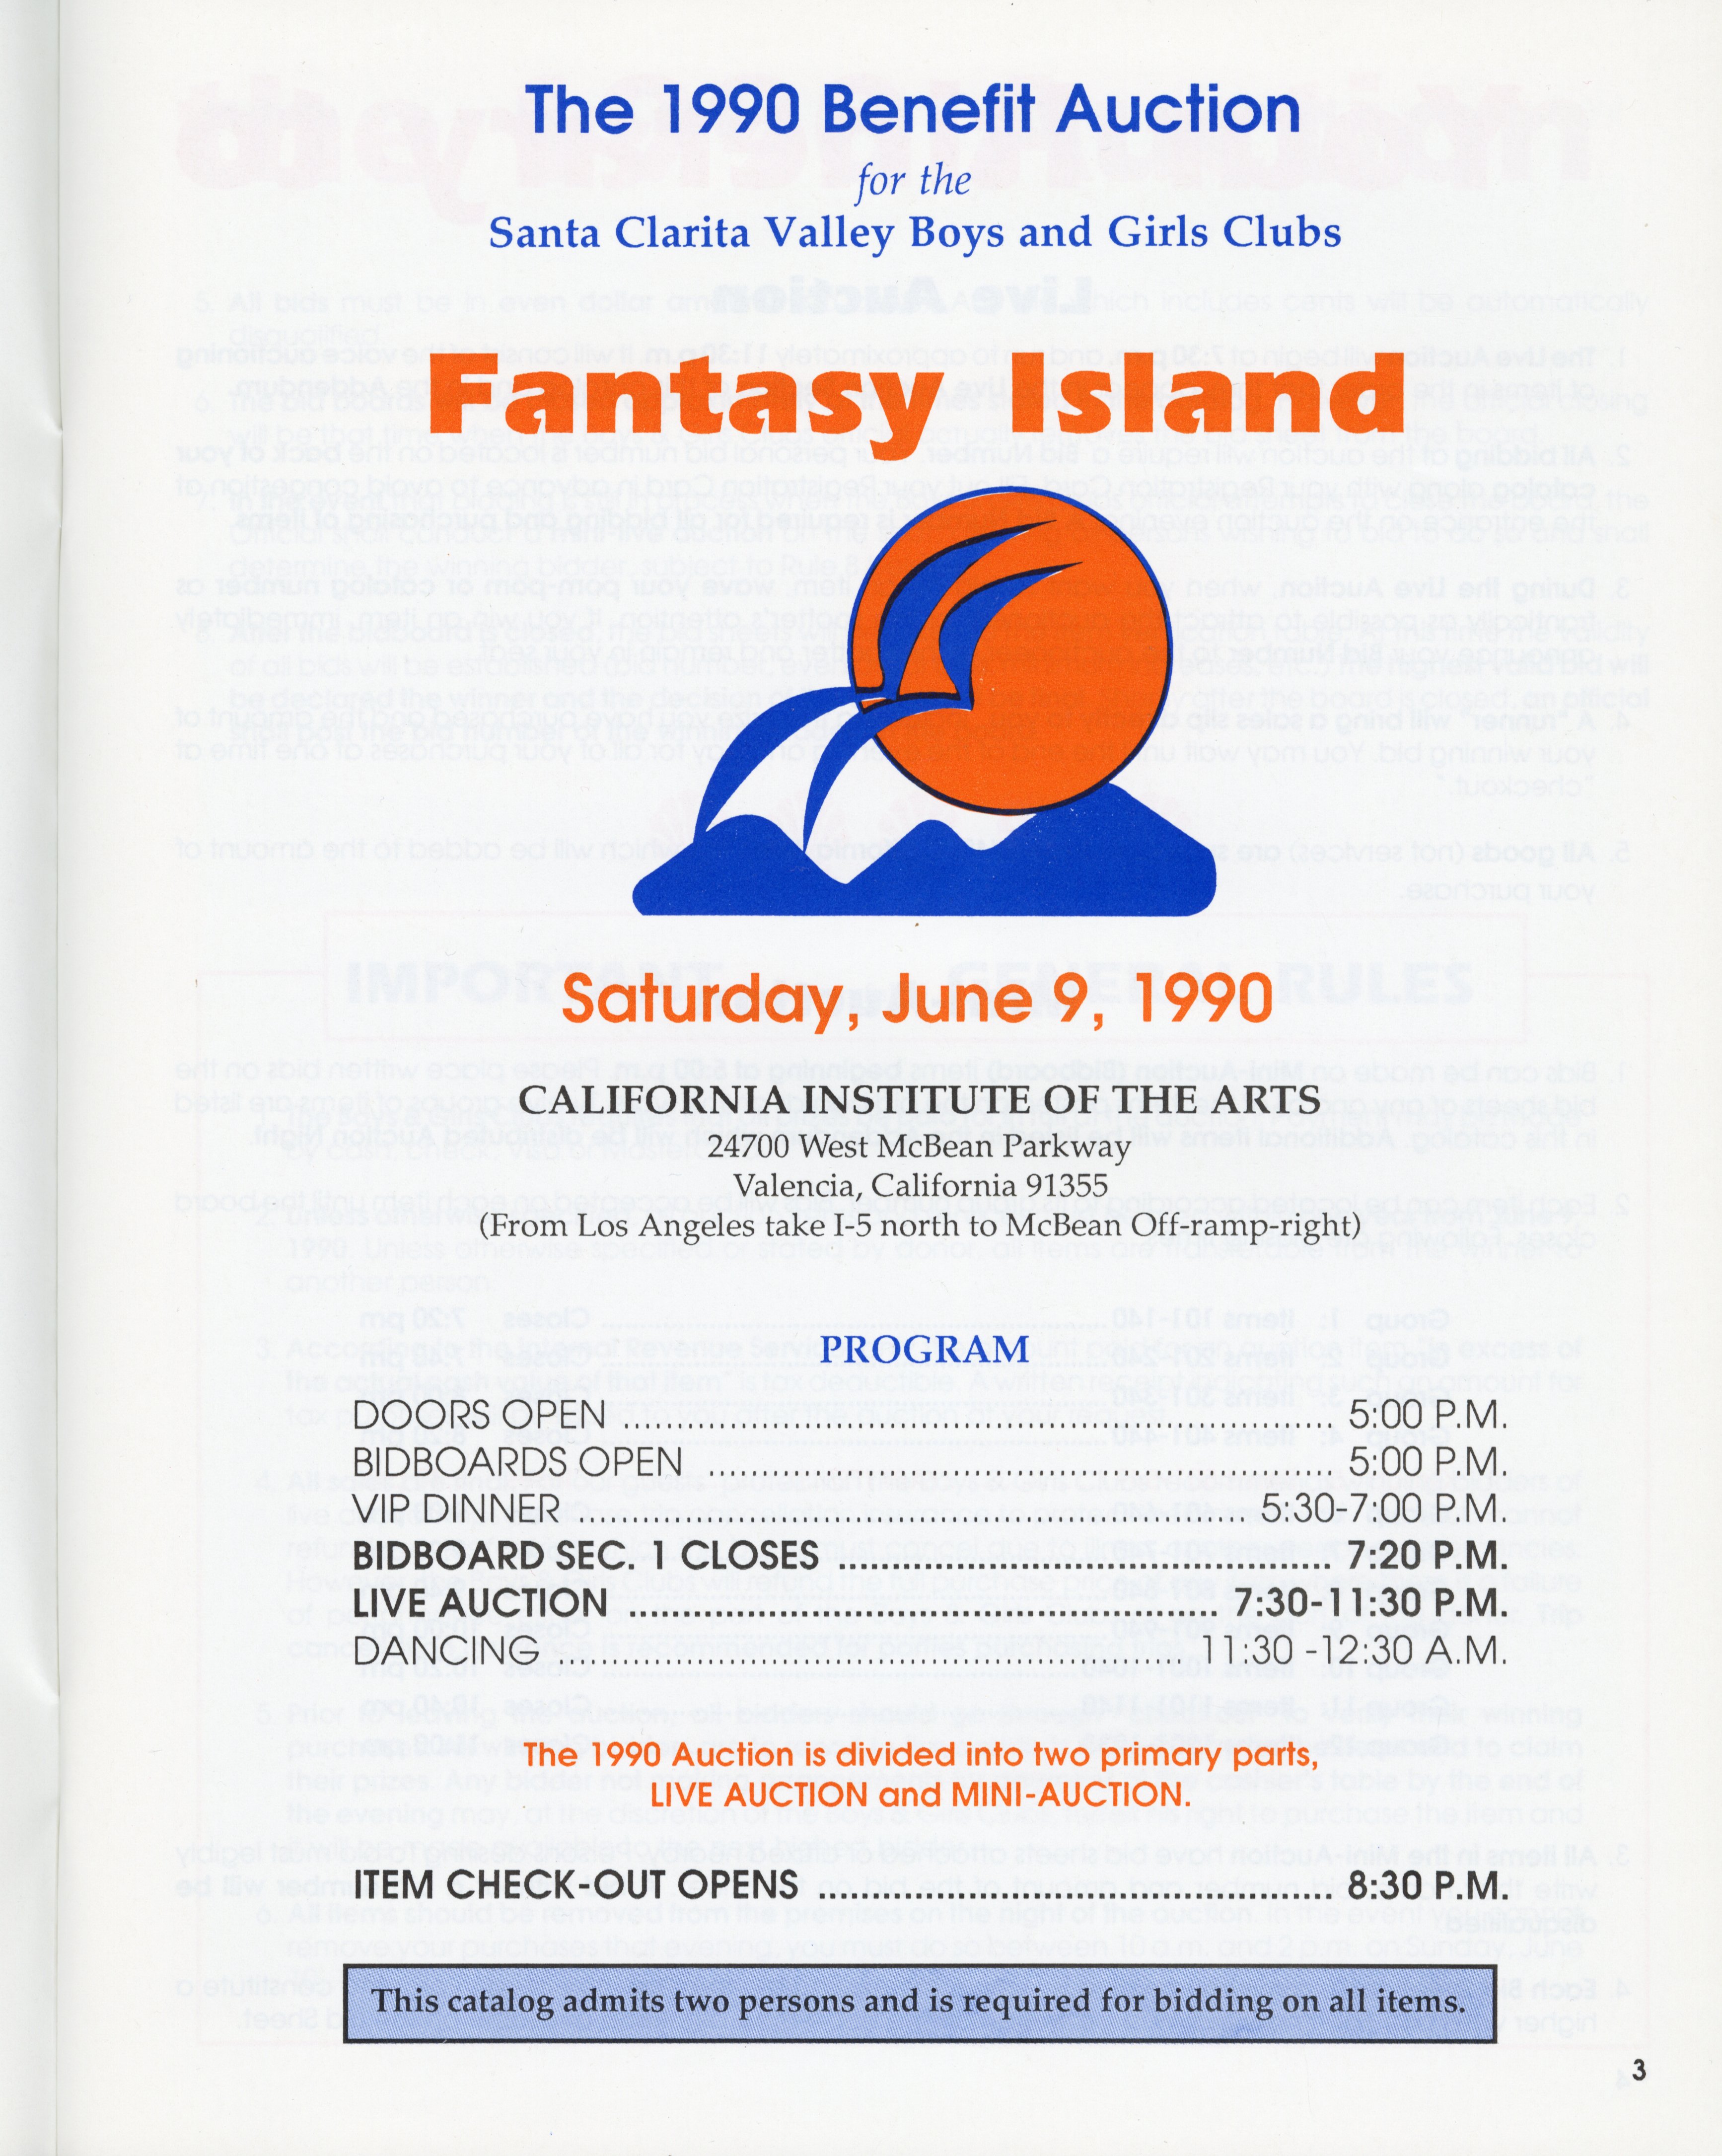 The 1990 Benefit Auction
for the
Santa Clarita Valley Boys and Girls Clubs
Fantasy Island
Saturday, June 9, 1990
CALIFORNIA INSTITUTE OF THE ARTS
24700 West McBean Parkway
Valencia, California 91355
(From Los Angeles take I-5 north to McBean Off-ramp-right)
PROGRAM
DOORS OPEN ........ 5:00 P.M.
BIDBOARDS OPEN ........ 5:00 P.M.
VIP DINNER ........ 5:30-7:00 P.M.
BIDBOARD SEC. 1 CLOSES ........ 7:20 P.M.
LIVE AUCTION ........ 7:30-11:30 P.M.
DANCING ........ 11:30 -12:30 A.M.
The 1990 Auction is divided into two primary parts,
LIVE AUCTION and MINI-AUCTION.
ITEM CHECK-OUT OPENS ........ 8:30 P.M.
This catalog admits two persons and is required for bidding on all items.
3